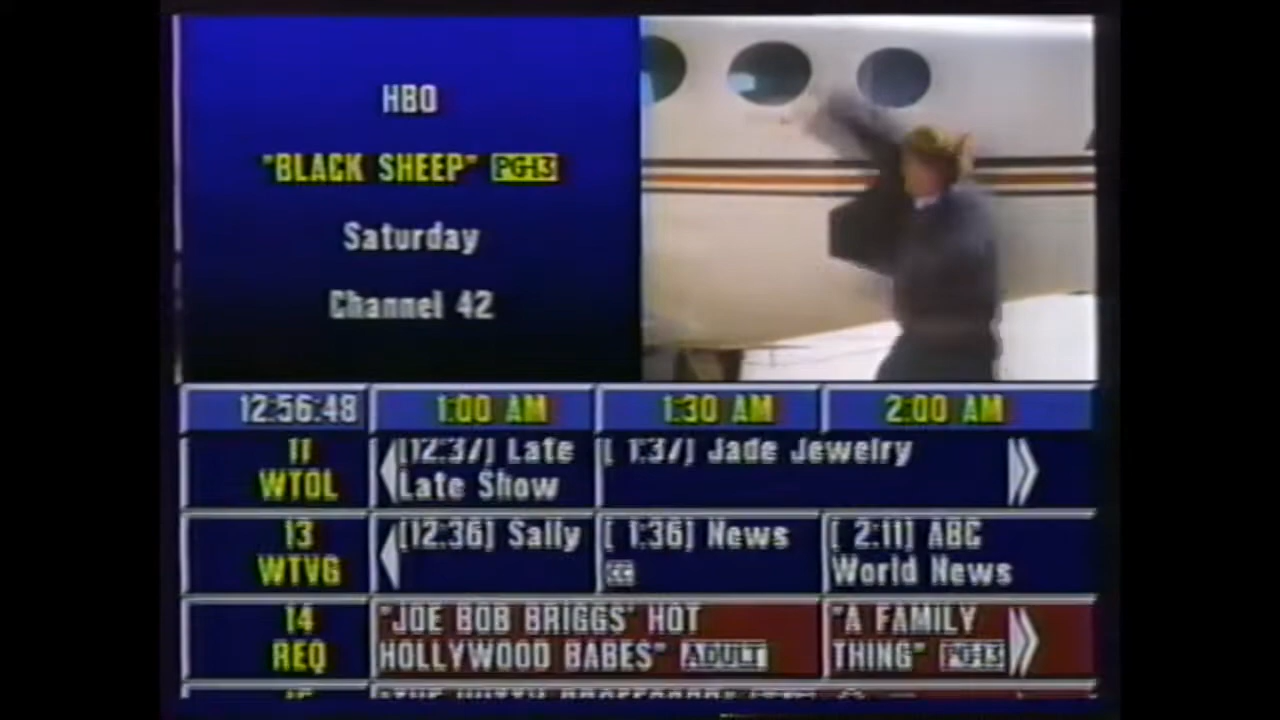 HBO
"BLACK SHEEP" PG-13
Saturday
Channel 42
12:56:48 1:00 AM 1:30 AM 2:00 AM
11 [12:37] Late [ 1:37] Jade Jewelry
WTOL Late Show
13 [12:36] Sally [ 1:36] News [ 2:11] ABC
WTVG CC World News
14 "JOE BOB BRIGGS' HOT "A FAMILY
REQ HOLLYWOOD BABES" ADULT THING" PG-13